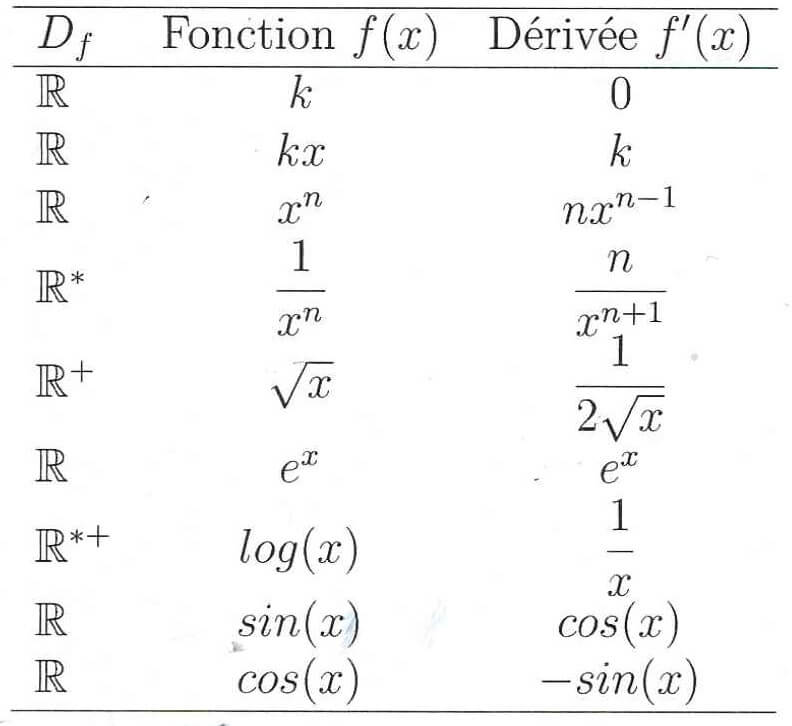 D_f Fonction f(x) Dérivée f'(x)
ℝ k 0
ℝ kx k
ℝ x^n nx^{n-1}
ℝ* 1/x^n n/x^{n+1}
ℝ⁺ √x 1/(2√x)
ℝ e^x e^x
ℝ*⁺ log(x) 1/x
ℝ sin(x) cos(x)
ℝ cos(x) −sin(x)